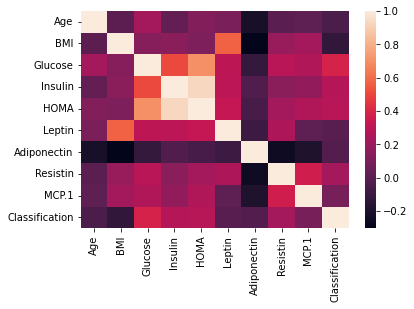 Age
BMI
Glucose
Insulin
HOMA
Leptin
Adiponectin
Resistin
MCP.1
Classification
Age
BMI
Glucose
Insulin
HOMA
Leptin
Adiponectin
Resistin
MCP.1
Classification
1.0
0.8
0.6
0.4
0.2
0.0
−0.2